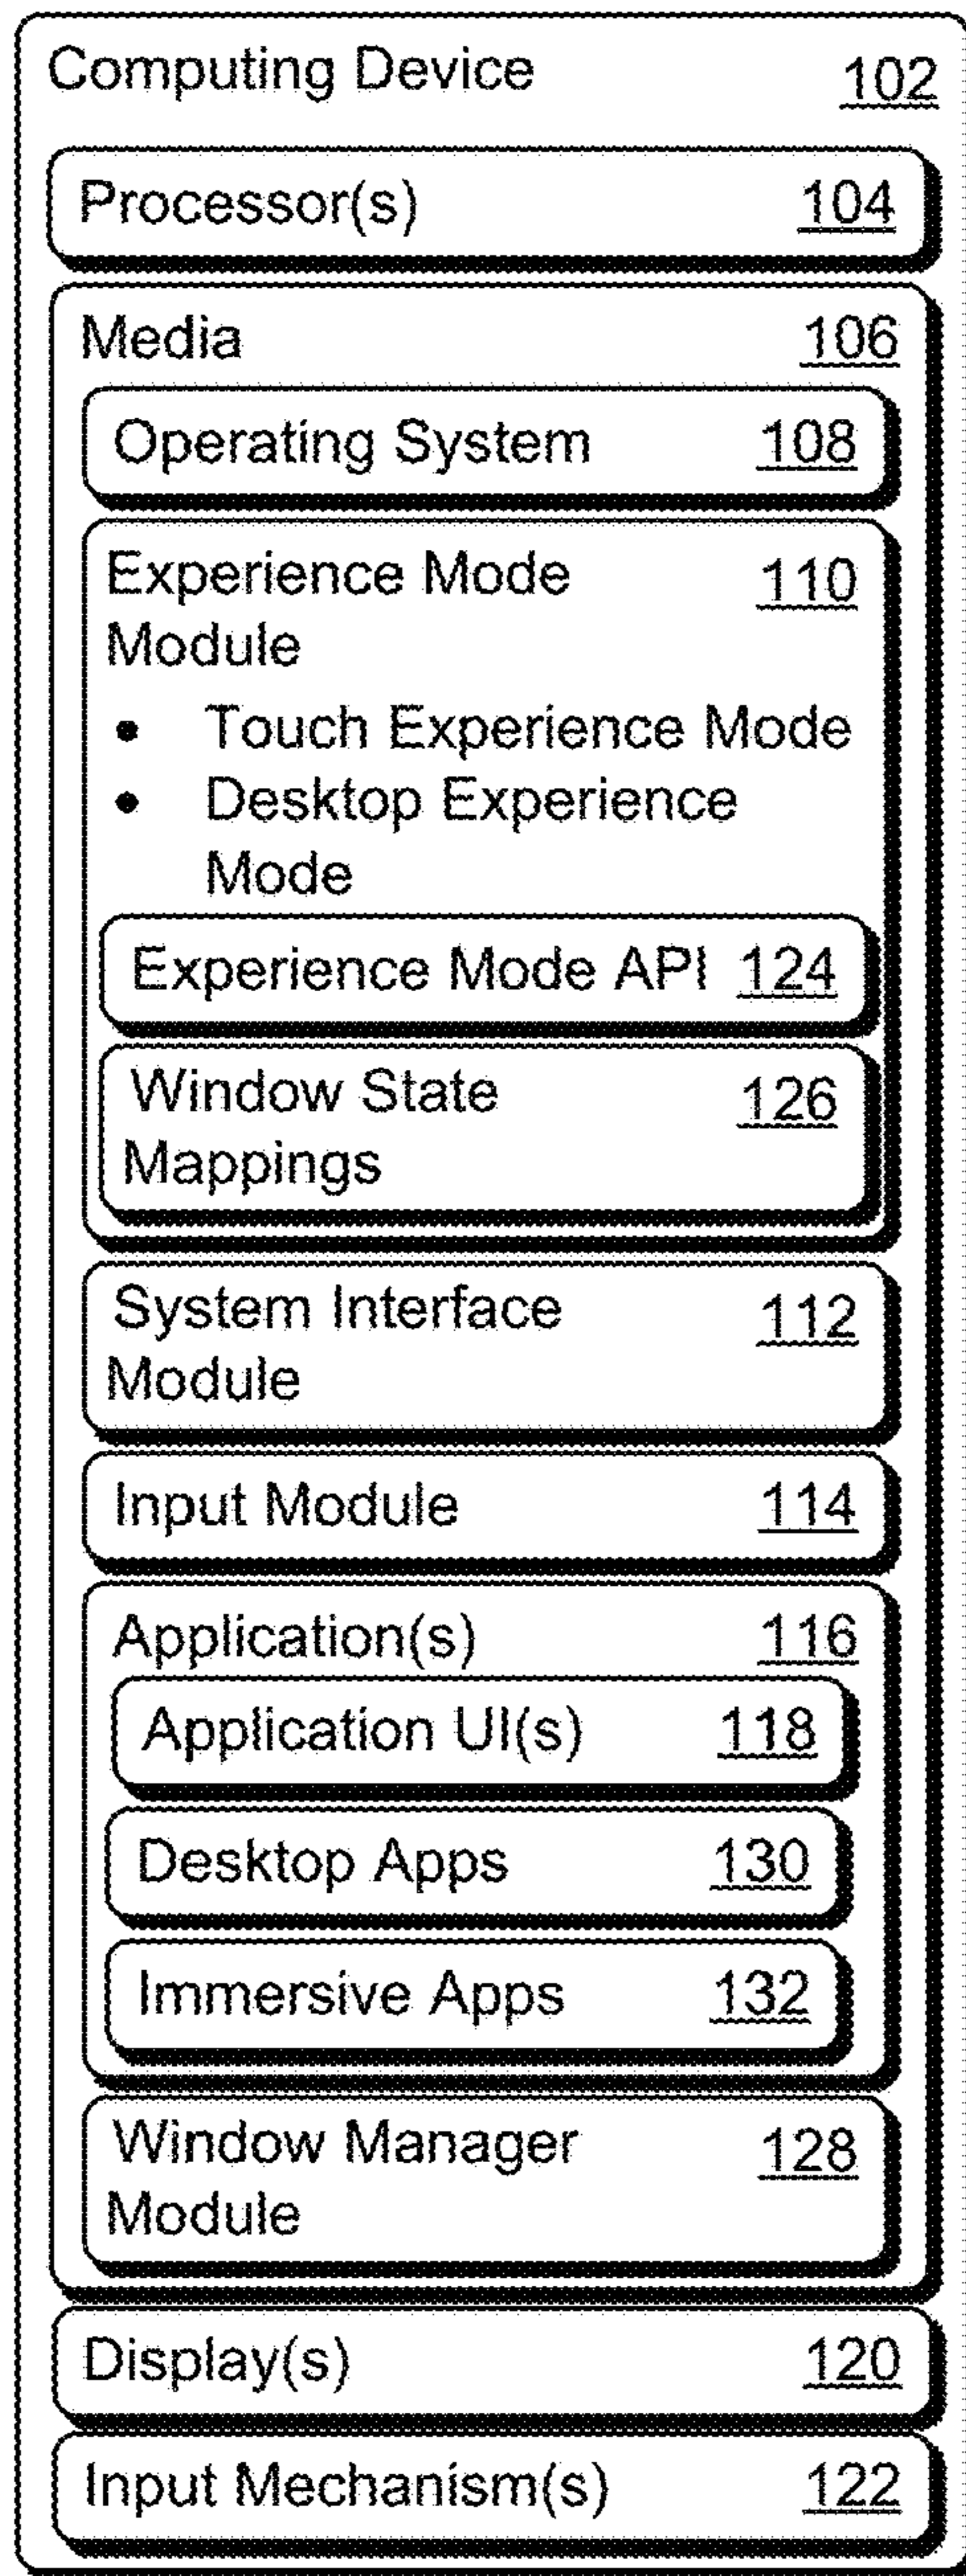 Computing Device 102
Processor(s) 104
Media 106
Operating System 108
Experience Mode 110
Module
• Touch Experience Mode
• Desktop Experience
Mode
Experience Mode API 124
Window State 126
Mappings
System Interface 112
Module
Input Module 114
Application(s) 116
Application UI(s) 118
Desktop Apps 130
Immersive Apps 132
Window Manager 128
Module
Display(s) 120
Input Mechanism(s) 122